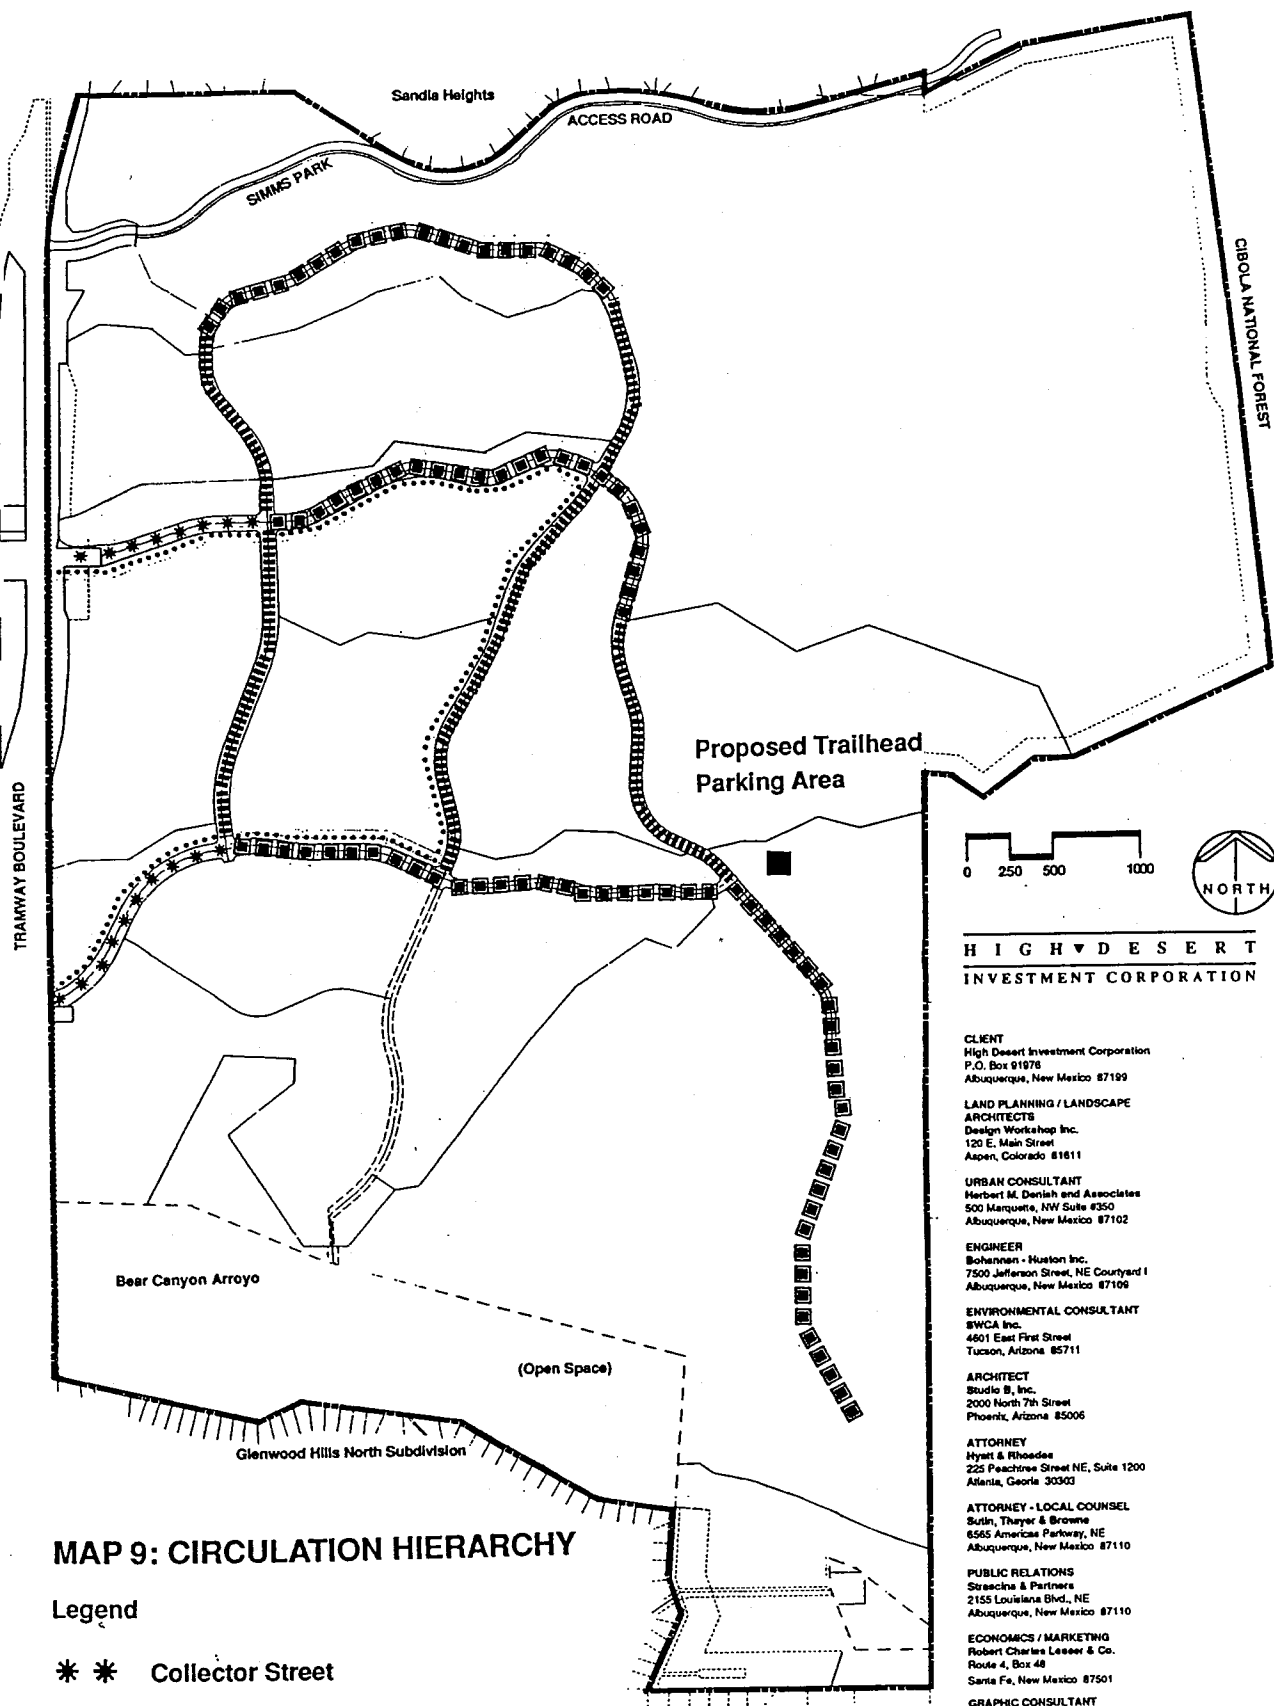 Sandia Heights
ACCESS ROAD
SIMMS PARK
CIBOLA NATIONAL FOREST
TRAMWAY BOULEVARD
Proposed Trailhead
Parking Area
0 250 500 1000
NORTH
HIGH DESERT
INVESTMENT CORPORATION
CLIENT
High Desert Investment Corporation
P.O. Box 91976
Albuquerque, New Mexico 87199
LAND PLANNING / LANDSCAPE
ARCHITECTS
Design Workshop Inc.
120 E. Main Street
Aspen, Colorado 81611
URBAN CONSULTANT
Herbert M. Denish and Associates
500 Marquette, NW Suite #350
Albuquerque, New Mexico 87102
ENGINEER
Bohannan - Huston Inc.
7500 Jefferson Street, NE Courtyard I
Albuquerque, New Mexico 87109
ENVIRONMENTAL CONSULTANT
SWCA Inc.
4601 East First Street
Tucson, Arizona 85711
ARCHITECT
Studio B, Inc.
2000 North 7th Street
Phoenix, Arizona 85006
ATTORNEY
Hyatt & Rhoades
225 Peachtree Street NE, Suite 1200
Atlanta, Georia 30303
ATTORNEY - LOCAL COUNSEL
Sutin, Thayer & Browne
6565 Americas Parkway, NE
Albuquerque, New Mexico 87110
PUBLIC RELATIONS
Strascina & Partners
2155 Louisiana Blvd., NE
Albuquerque, New Mexico 87110
ECONOMICS / MARKETING
Robert Charles Lesser & Co.
Route 4, Box 48
Santa Fe, New Mexico 87501
GRAPHIC CONSULTANT
Bear Canyon Arroyo
(Open Space)
Glenwood Hills North Subdivision
MAP 9: CIRCULATION HIERARCHY
Legend
Collector Street